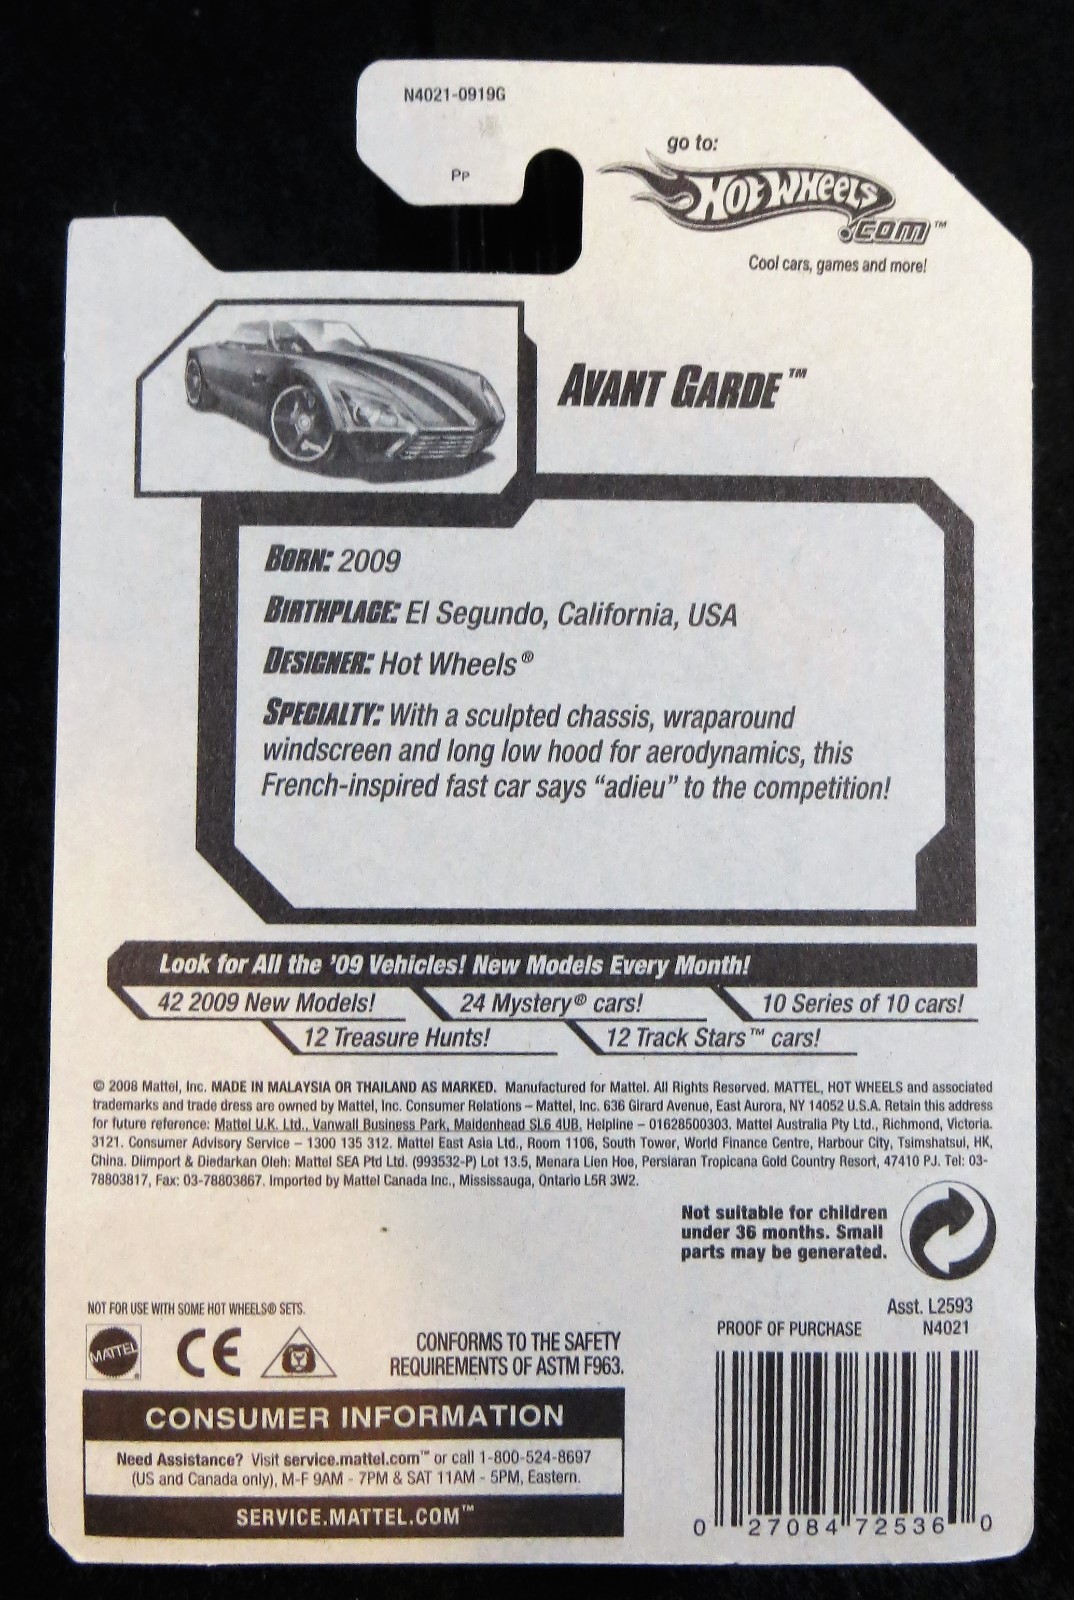 N4021-0919G
PP
go to:
HOT WHEELS
.COM™
Cool cars, games and more!
AVANT GARDE™
BORN: 2009
BIRTHPLACE: El Segundo, California, USA
DESIGNER: Hot Wheels®
SPECIALTY: With a sculpted chassis, wraparound
windscreen and long low hood for aerodynamics, this
French-inspired fast car says “adieu” to the competition!
Look for All the '09 Vehicles! New Models Every Month!
42 2009 New Models! 24 Mystery® cars! 10 Series of 10 cars!
12 Treasure Hunts! 12 Track Stars™ cars!
© 2008 Mattel, Inc. MADE IN MALAYSIA OR THAILAND AS MARKED. Manufactured for Mattel. All Rights Reserved. MATTEL, HOT WHEELS and associated
trademarks and trade dress are owned by Mattel, Inc. Consumer Relations – Mattel, Inc. 636 Girard Avenue, East Aurora, NY 14052 U.S.A. Retain this address
for future reference: Mattel U.K. Ltd., Vanwall Business Park, Maidenhead SL6 4UB. Helpline – 01628500303. Mattel Australia Pty Ltd., Richmond, Victoria.
3121. Consumer Advisory Service – 1300 135 312. Mattel East Asia Ltd., Room 1106, South Tower, World Finance Centre, Harbour City, Tsimshatsui, HK,
China. Diimport & Diedarkan Oleh: Mattel SEA Ptd Ltd. (993532-P) Lot 13.5, Menara Lien Hoe, Persiaran Tropicana Gold Country Resort, 47410 PJ. Tel: 03-
78803817, Fax: 03-78803867. Imported by Mattel Canada Inc., Mississauga, Ontario L5R 3W2.
Not suitable for children
under 36 months. Small
parts may be generated.
NOT FOR USE WITH SOME HOT WHEELS® SETS.
MATTEL
CE
CONFORMS TO THE SAFETY
REQUIREMENTS OF ASTM F963.
Asst. L2593
PROOF OF PURCHASE N4021
CONSUMER INFORMATION
Need Assistance? Visit service.mattel.com™ or call 1-800-524-8697
(US and Canada only), M-F 9AM - 7PM & SAT 11AM - 5PM, Eastern.
SERVICE.MATTEL.COM™
0 27084 72536 0